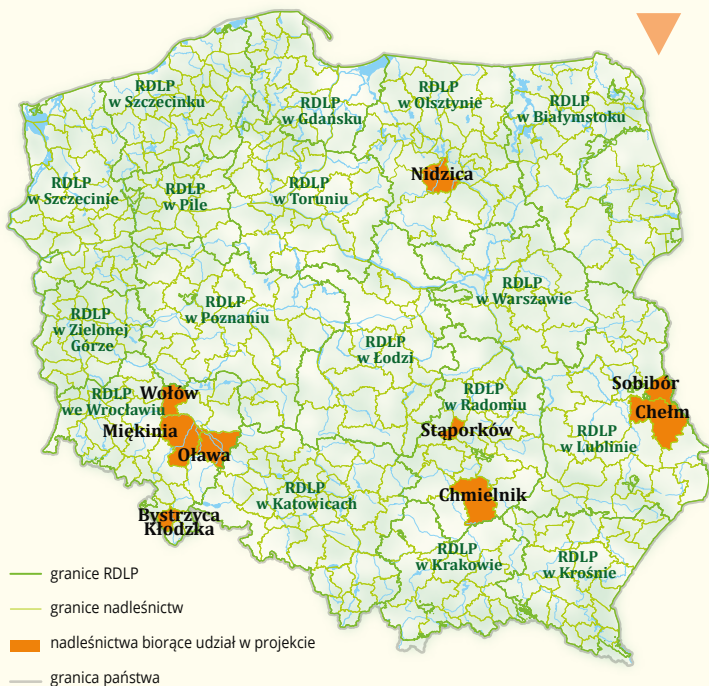 RDLP
w Szczecinku
RDLP
w Gdańsku
RDLP
w Olsztynie
RDLP
w Białymstoku
Nidzica
RDLP
w Szczecinie
RDLP
w Pile
RDLP
w Toruniu
RDLP
w Warszawie
RDLP
w Poznaniu
RDLP
w Zielonej
Górze
RDLP
w Łodzi
RDLP
we Wrocławiu
Wołów
Miękinia
Oława
RDLP
w Radomiu
Stąporków
Sobibór
Chełm
RDLP
w Lublinie
RDLP
w Katowicach
Chmielnik
Bystrzyca
Kłodzka
RDLP
w Krakowie
RDLP
w Krośnie
granice RDLP
granice nadleśnictw
nadleśnictwa biorące udział w projekcie
granica państwa